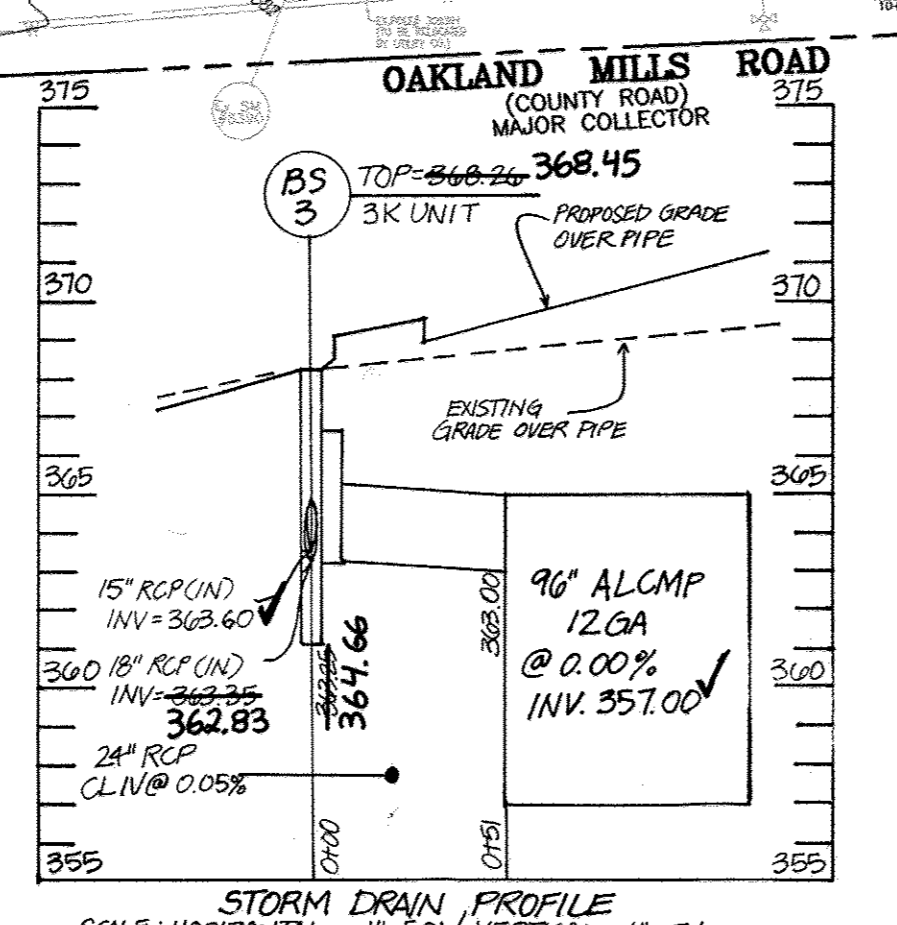 OAKLAND MILLS ROAD
(COUNTY ROAD)
MAJOR COLLECTOR
375
375
BS
3
TOP=368.26 368.45
3K UNIT
PROPOSED GRADE
OVER PIPE
370
370
EXISTING
GRADE OVER PIPE
365
365
15" RCP (IN)
INV=363.60
96" ALCMP
12GA
@ 0.00%
INV. 357.00
363.00
364.66
360
360
18" RCP (IN)
INV=363.35
362.83
24" RCP
CL IV @ 0.05%
0+00
0+51
355
355
STORM DRAIN PROFILE